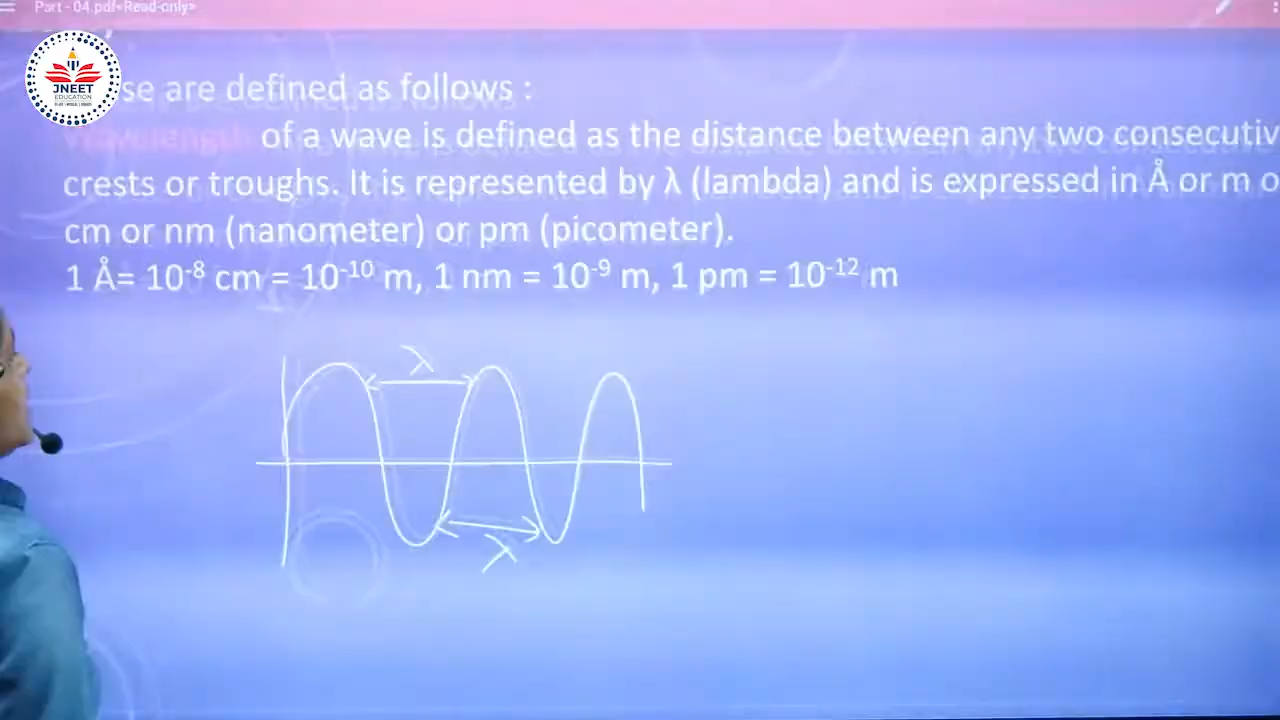 Part - 04.pdf<Read-only>
JNEET
EDUCATION
se are defined as follows :
Wavelength of a wave is defined as the distance between any two consecutiv
crests or troughs. It is represented by λ (lambda) and is expressed in Å or m o
cm or nm (nanometer) or pm (picometer).
1 Å= 10⁻⁸ cm = 10⁻¹⁰ m, 1 nm = 10⁻⁹ m, 1 pm = 10⁻¹² m
λ
λ